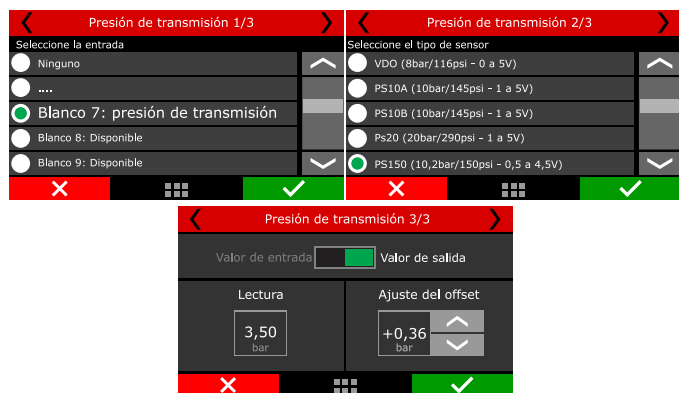 Presión de transmisión 1/3
Seleccione la entrada
Ninguno
....
Blanco 7: presión de transmisión
Blanco 8: Disponible
Blanco 9: Disponible
Presión de transmisión 2/3
Seleccione el tipo de sensor
VDO (8bar/116psi – 0 a 5V)
PS10A (10bar/145psi – 1 a 5V)
PS10B (10bar/145psi – 1 a 5V)
Ps20 (20bar/290psi – 1 a 5V)
PS150 (10,2bar/150psi – 0,5 a 4,5V)
Presión de transmisión 3/3
Valor de entrada Valor de salida
Lectura
3,50
bar
Ajuste del offset
+0,36
bar